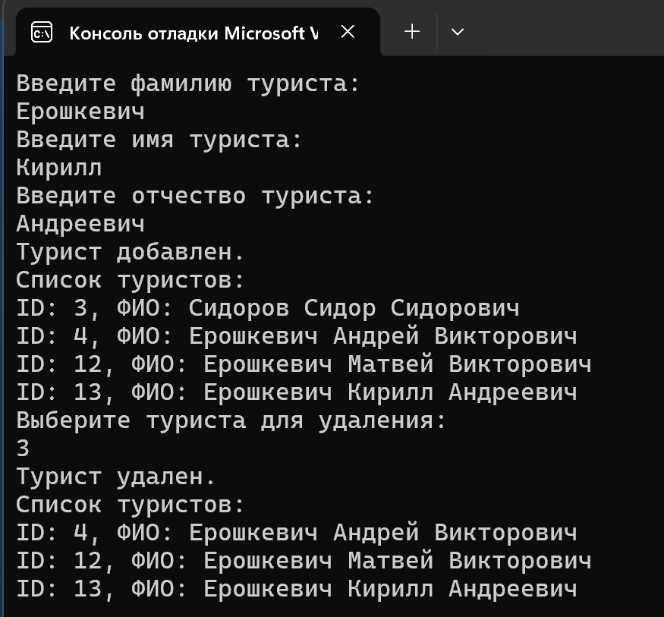 Консоль отладки Microsoft V
Введите фамилию туриста:
Ерошкевич
Введите имя туриста:
Кирилл
Введите отчество туриста:
Андреевич
Турист добавлен.
Список туристов:
ID: 3, ФИО: Сидоров Сидор Сидорович
ID: 4, ФИО: Ерошкевич Андрей Викторович
ID: 12, ФИО: Ерошкевич Матвей Викторович
ID: 13, ФИО: Ерошкевич Кирилл Андреевич
Выберите туриста для удаления:
3
Турист удален.
Список туристов:
ID: 4, ФИО: Ерошкевич Андрей Викторович
ID: 12, ФИО: Ерошкевич Матвей Викторович
ID: 13, ФИО: Ерошкевич Кирилл Андреевич